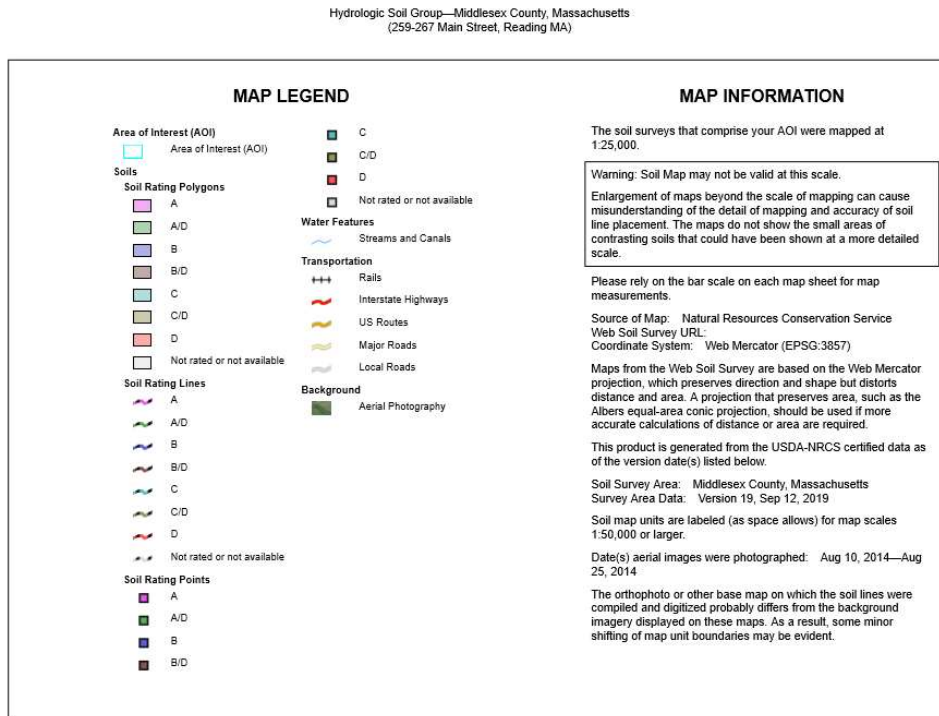 Hydrologic Soil Group—Middlesex County, Massachusetts
(259-267 Main Street, Reading MA)
MAP LEGEND
Area of Interest (AOI)
Area of Interest (AOI)
Soils
Soil Rating Polygons
A
A/D
B
B/D
C
C/D
D
Not rated or not available
Soil Rating Lines
A
A/D
B
B/D
C
C/D
D
Not rated or not available
Soil Rating Points
A
A/D
B
B/D
C
C/D
D
Not rated or not available
Water Features
Streams and Canals
Transportation
Rails
Interstate Highways
US Routes
Major Roads
Local Roads
Background
Aerial Photography
MAP INFORMATION
The soil surveys that comprise your AOI were mapped at
1:25,000.
Warning: Soil Map may not be valid at this scale.
Enlargement of maps beyond the scale of mapping can cause
misunderstanding of the detail of mapping and accuracy of soil
line placement. The maps do not show the small areas of
contrasting soils that could have been shown at a more detailed
scale.
Please rely on the bar scale on each map sheet for map
measurements.
Source of Map: Natural Resources Conservation Service
Web Soil Survey URL:
Coordinate System: Web Mercator (EPSG:3857)
Maps from the Web Soil Survey are based on the Web Mercator
projection, which preserves direction and shape but distorts
distance and area. A projection that preserves area, such as the
Albers equal-area conic projection, should be used if more
accurate calculations of distance or area are required.
This product is generated from the USDA-NRCS certified data as
of the version date(s) listed below.
Soil Survey Area: Middlesex County, Massachusetts
Survey Area Data: Version 19, Sep 12, 2019
Soil map units are labeled (as space allows) for map scales
1:50,000 or larger.
Date(s) aerial images were photographed: Aug 10, 2014—Aug
25, 2014
The orthophoto or other base map on which the soil lines were
compiled and digitized probably differs from the background
imagery displayed on these maps. As a result, some minor
shifting of map unit boundaries may be evident.